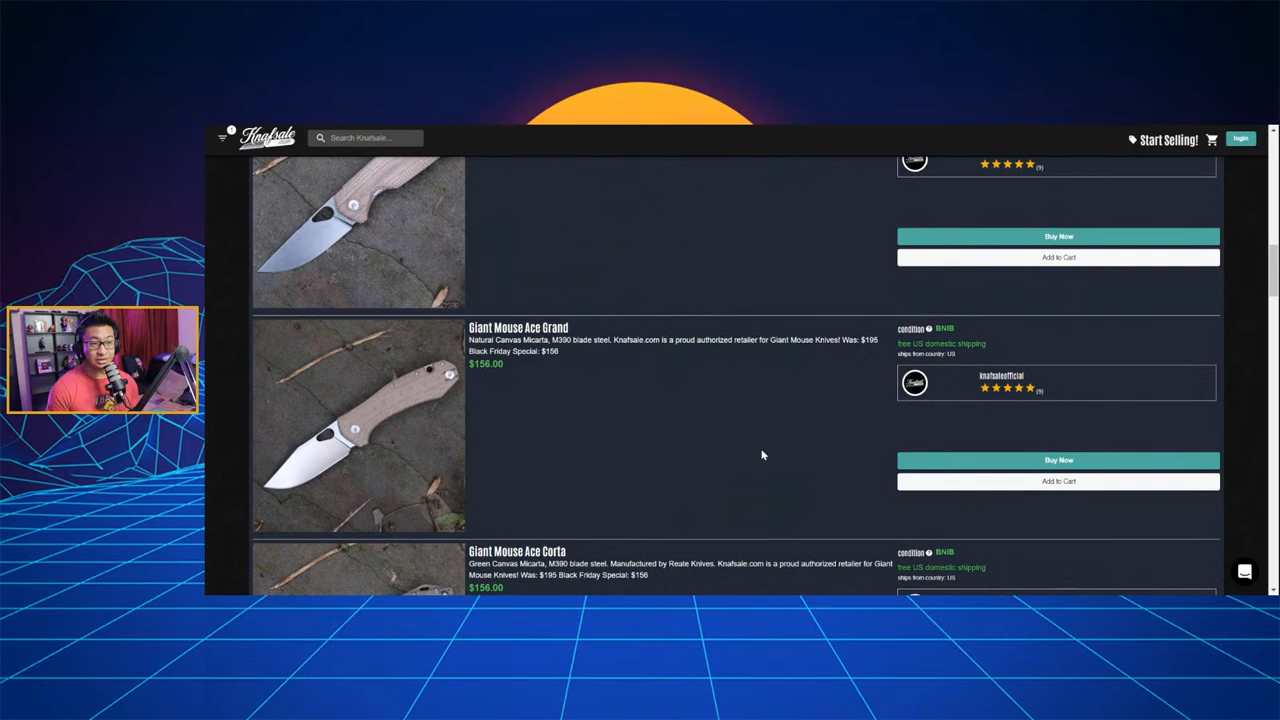 1
Knafsale
Search Knafsale...
Start Selling!
login
(9)
Buy Now
Add to Cart
Giant Mouse Ace Grand
Natural Canvas Micarta, M390 blade steel. Knafsale.com is a proud authorized retailer for Giant Mouse Knives! Was: $195
Black Friday Special: $156
$156.00
condition ? BNIB
free US domestic shipping
ships from country: US
knafsaleofficial
(9)
Buy Now
Add to Cart
Giant Mouse Ace Corta
Green Canvas Micarta, M390 blade steel. Manufactured by Reate Knives. Knafsale.com is a proud authorized retailer for Giant
Mouse Knives! Was: $195 Black Friday Special: $156
$156.00
condition ? BNIB
free US domestic shipping
ships from country: US